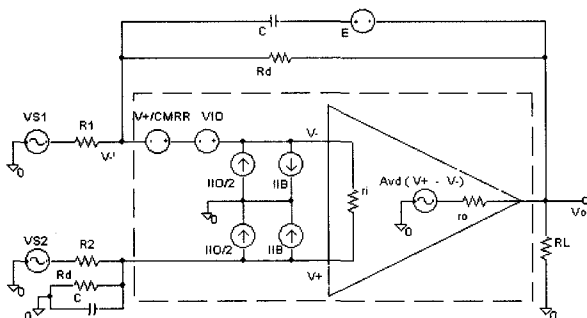 C
E
Rd
VS1
R1
V-'
V+/CMRR
VIO
V-
IIO/2
IIB
ri
Avd ( V+ - V-)
ro
Vo
0
0
0
VS2
R2
IIO/2
IIB
V+
RL
Rd
C
0
0
0